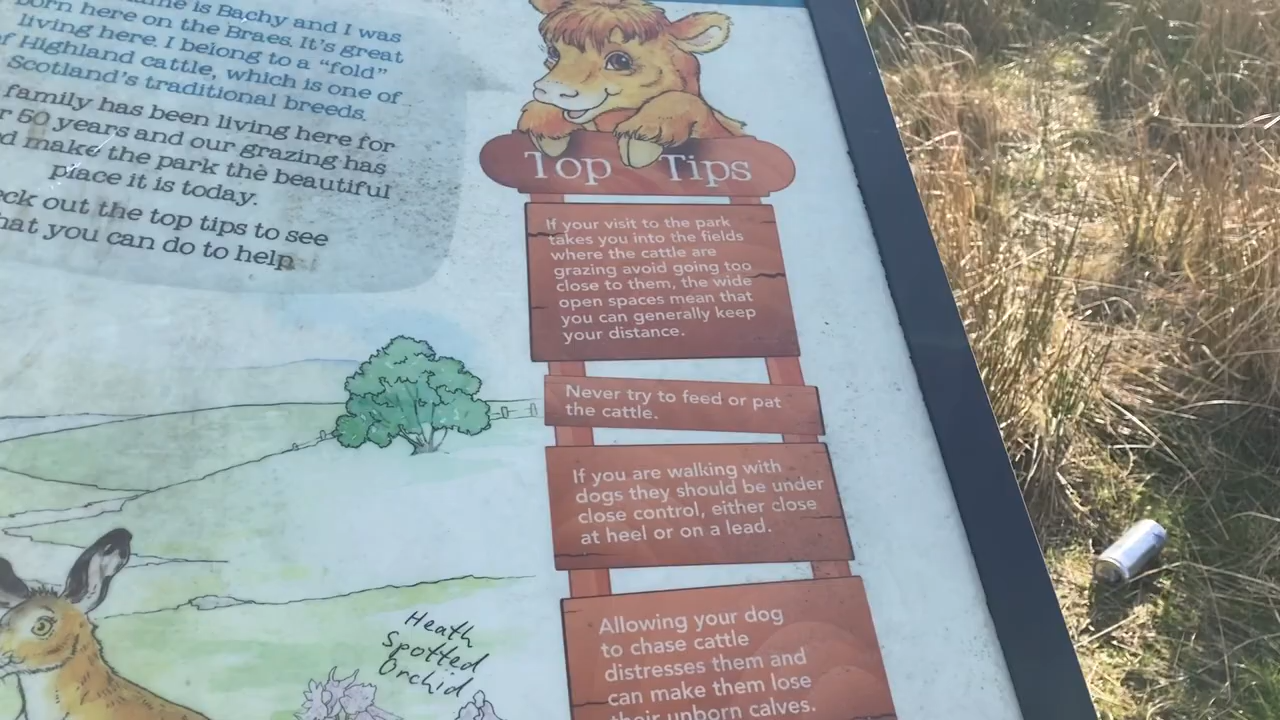 is Bachy and I was
born here on the Braes. It's great
living here. I belong to a "fold"
of Highland cattle, which is one of
Scotland's traditional breeds.
family has been living here for
50 years and our grazing has
make the park the beautiful
place it is today.
out the top tips to see
you can do to help
Top Tips
If your visit to the park
takes you into the fields
where the cattle are
grazing avoid going too
close to them, the wide
open spaces mean that
you can generally keep
your distance.
Never try to feed or pat
the cattle.
If you are walking with
dogs they should be under
close control, either close
at heel or on a lead.
Allowing your dog
to chase cattle
distresses them and
can make them lose
their unborn calves.
Heath
Spotted
Orchid